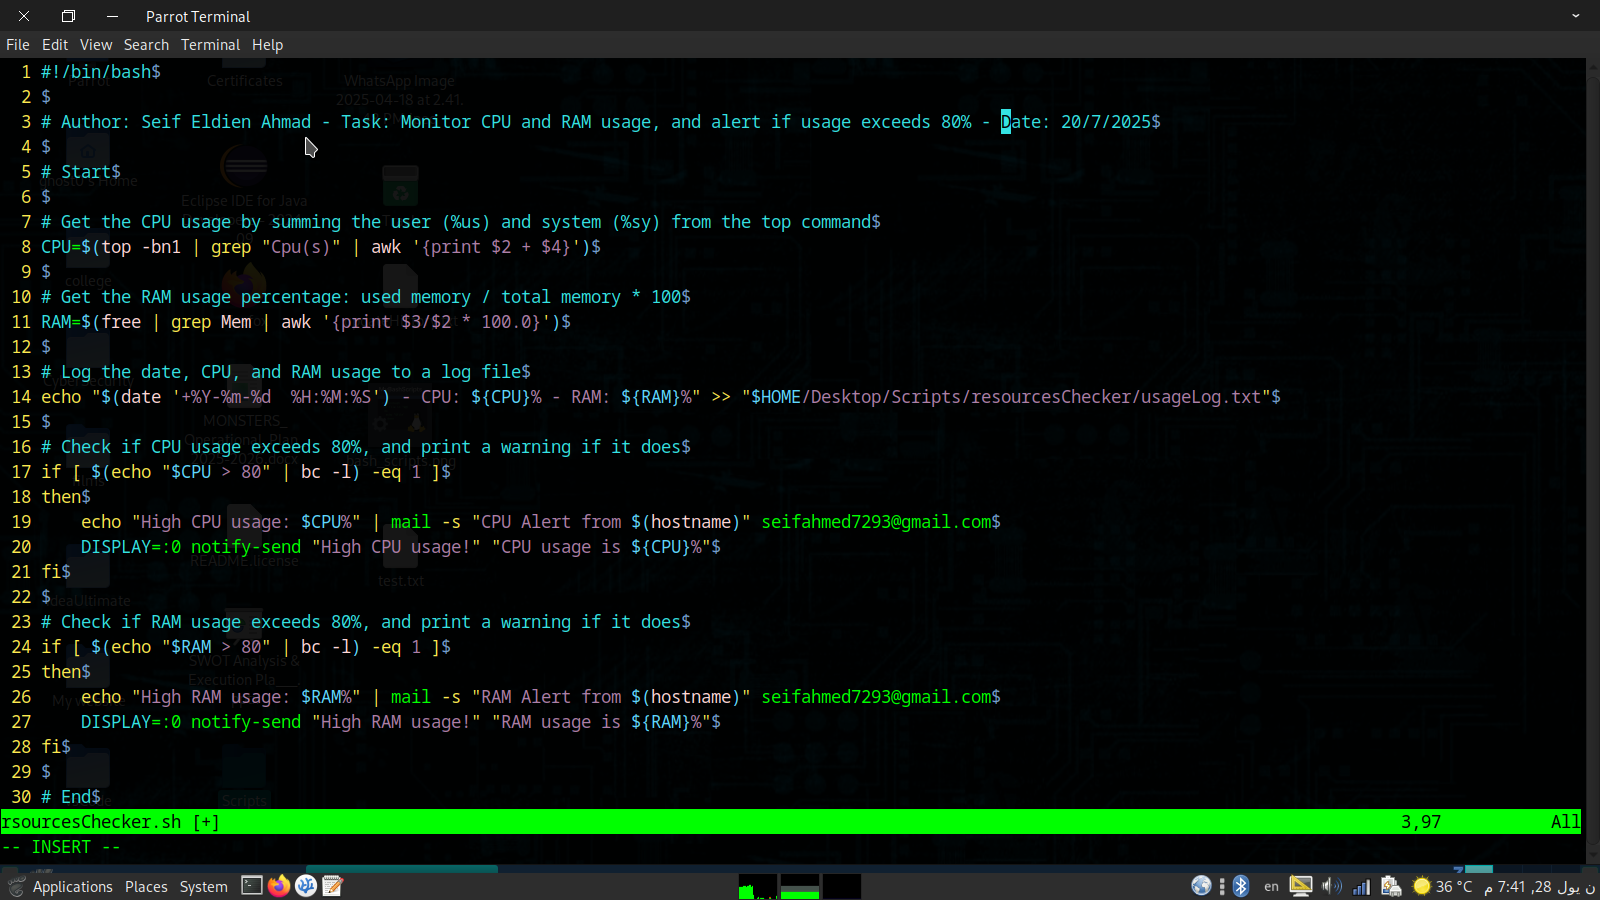 Parrot Terminal
File Edit View Search Terminal Help
1 #!/bin/bash$
2 $
3 # Author: Seif Eldien Ahmad - Task: Monitor CPU and RAM usage, and alert if usage exceeds 80% - Date: 20/7/2025$
4 $
5 # Start$
6 $
7 # Get the CPU usage by summing the user (%us) and system (%sy) from the top command$
8 CPU=$(top -bn1 | grep "Cpu(s)" | awk '{print $2 + $4}')$
9 $
10 # Get the RAM usage percentage: used memory / total memory * 100$
11 RAM=$(free | grep Mem | awk '{print $3/$2 * 100.0}')$
12 $
13 # Log the date, CPU, and RAM usage to a log file$
14 echo "$(date '+%Y-%m-%d  %H:%M:%S') - CPU: ${CPU}% - RAM: ${RAM}%" >> "$HOME/Desktop/Scripts/resourcesChecker/usageLog.txt"$
15 $
16 # Check if CPU usage exceeds 80%, and print a warning if it does$
17 if [ $(echo "$CPU > 80" | bc -l) -eq 1 ]$
18 then$
19     echo "High CPU usage: $CPU%" | mail -s "CPU Alert from $(hostname)" seifahmed7293@gmail.com$
20     DISPLAY=:0 notify-send "High CPU usage!" "CPU usage is ${CPU}%"$
21 fi$
22 $
23 # Check if RAM usage exceeds 80%, and print a warning if it does$
24 if [ $(echo "$RAM > 80" | bc -l) -eq 1 ]$
25 then$
26     echo "High RAM usage: $RAM%" | mail -s "RAM Alert from $(hostname)" seifahmed7293@gmail.com$
27     DISPLAY=:0 notify-send "High RAM usage!" "RAM usage is ${RAM}%"$
28 fi$
29 $
30 # End$
rsourcesChecker.sh [+] 3,97 All
-- INSERT --
Applications Places System en 36 °C ن يول 28, 7:41 م